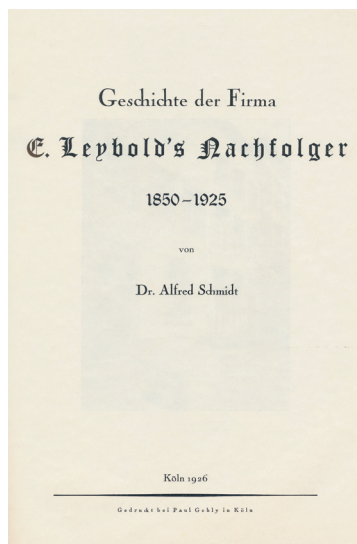 Geschichte der Firma
E. Leybold's Nachfolger
1850–1925
von
Dr. Alfred Schmidt
Köln 1926
Gedruckt bei Paul Gehly in Köln